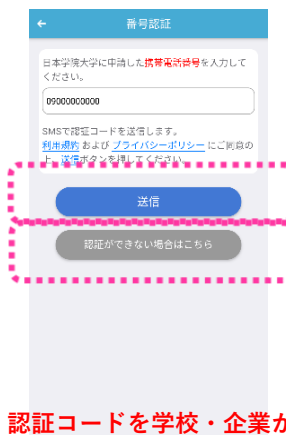 番号認証
日本学院大学に申請した携帯電話番号を入力して
ください。
09000000000
SMSで認証コードを送信します。
利用規約 および プライバシーポリシー にご同意の
上、送信ボタンを押してください。
送信
認証ができない場合はこちら
認証コードを学校・企業か